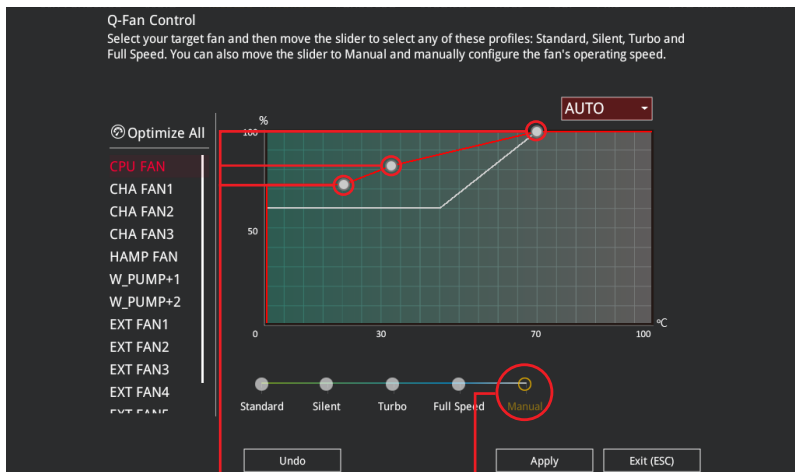 Q-Fan Control
Select your target fan and then move the slider to select any of these profiles: Standard, Silent, Turbo and
Full Speed. You can also move the slider to Manual and manually configure the fan's operating speed.
AUTO
%
Optimize All
100
CPU FAN
CHA FAN1
CHA FAN2
CHA FAN3
50
HAMP FAN
W_PUMP+1
W_PUMP+2
EXT FAN1
°C
0 30 70 100
EXT FAN2
EXT FAN3
EXT FAN4
Standard Silent Turbo Full Speed Manual
Undo Apply Exit (ESC)